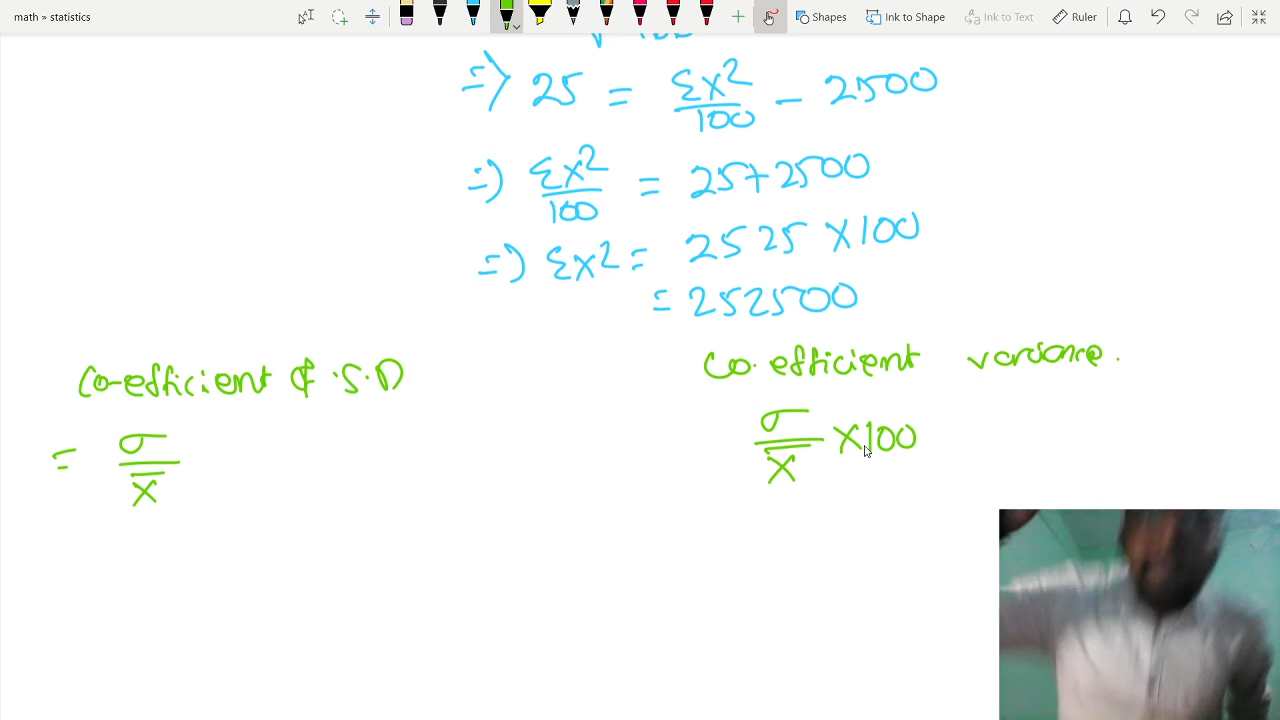 math » statistics
Shapes
Ink to Shape
Ink to Text
Ruler
=> 25 = Σx²/100 - 2500
=> Σx²/100 = 25+2500
=> Σx² = 2525 X100
= 252500
Co-efficient of .S.D
Co.efficient variance.
= σ/x̅
σ/x̅ X100